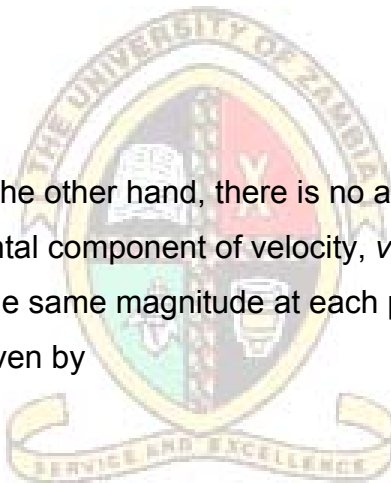 THE UNIVERSITY OF ZAMBIA
he other hand, there is no a
ntal component of velocity, v
e same magnitude at each p
ven by
SERVICE AND EXCELLENCE